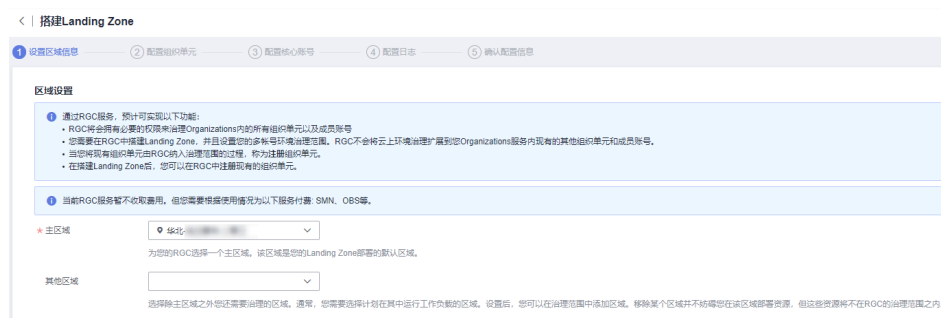 搭建Landing Zone
1 设置区域信息 2 配置组织单元 3 配置核心账号 4 配置日志 5 确认配置信息
区域设置
通过RGC服务，预计可实现以下功能：
• RGC将会拥有必要的权限来治理Organizations内的所有组织单元以及成员账号
• 您需要在RGC中搭建Landing Zone，并且设置您的多帐号环境治理范围。RGC不会将云上环境治理扩展到您Organizations服务内现有的其他组织单元和成员账号。
• 当您将现有组织单元由RGC纳入治理范围的过程，称为注册组织单元。
• 在搭建Landing Zone后，您可以在RGC中注册现有的组织单元。
当前RGC服务暂不收取费用。但您需要根据使用情况为以下服务付费: SMN、OBS等。
★ 主区域 华北-
为您的RGC选择一个主区域。该区域是您的Landing Zone部署的默认区域。
其他区域
选择除主区域之外您还需要治理的区域。通常，您需要选择计划在其中运行工作负载的区域。设置后，您可以在治理范围中添加区域。移除某个区域并不妨碍您在该区域部署资源，但这些资源将不在RGC的治理范围之内